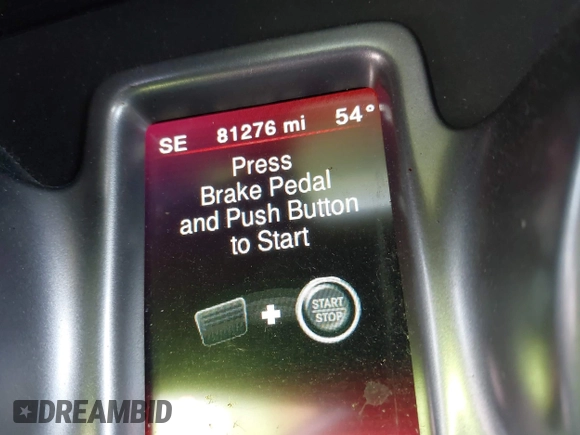 SE 81276 mi 54°
Press
Brake Pedal
and Push Button
to Start
START
STOP
DREAMBID